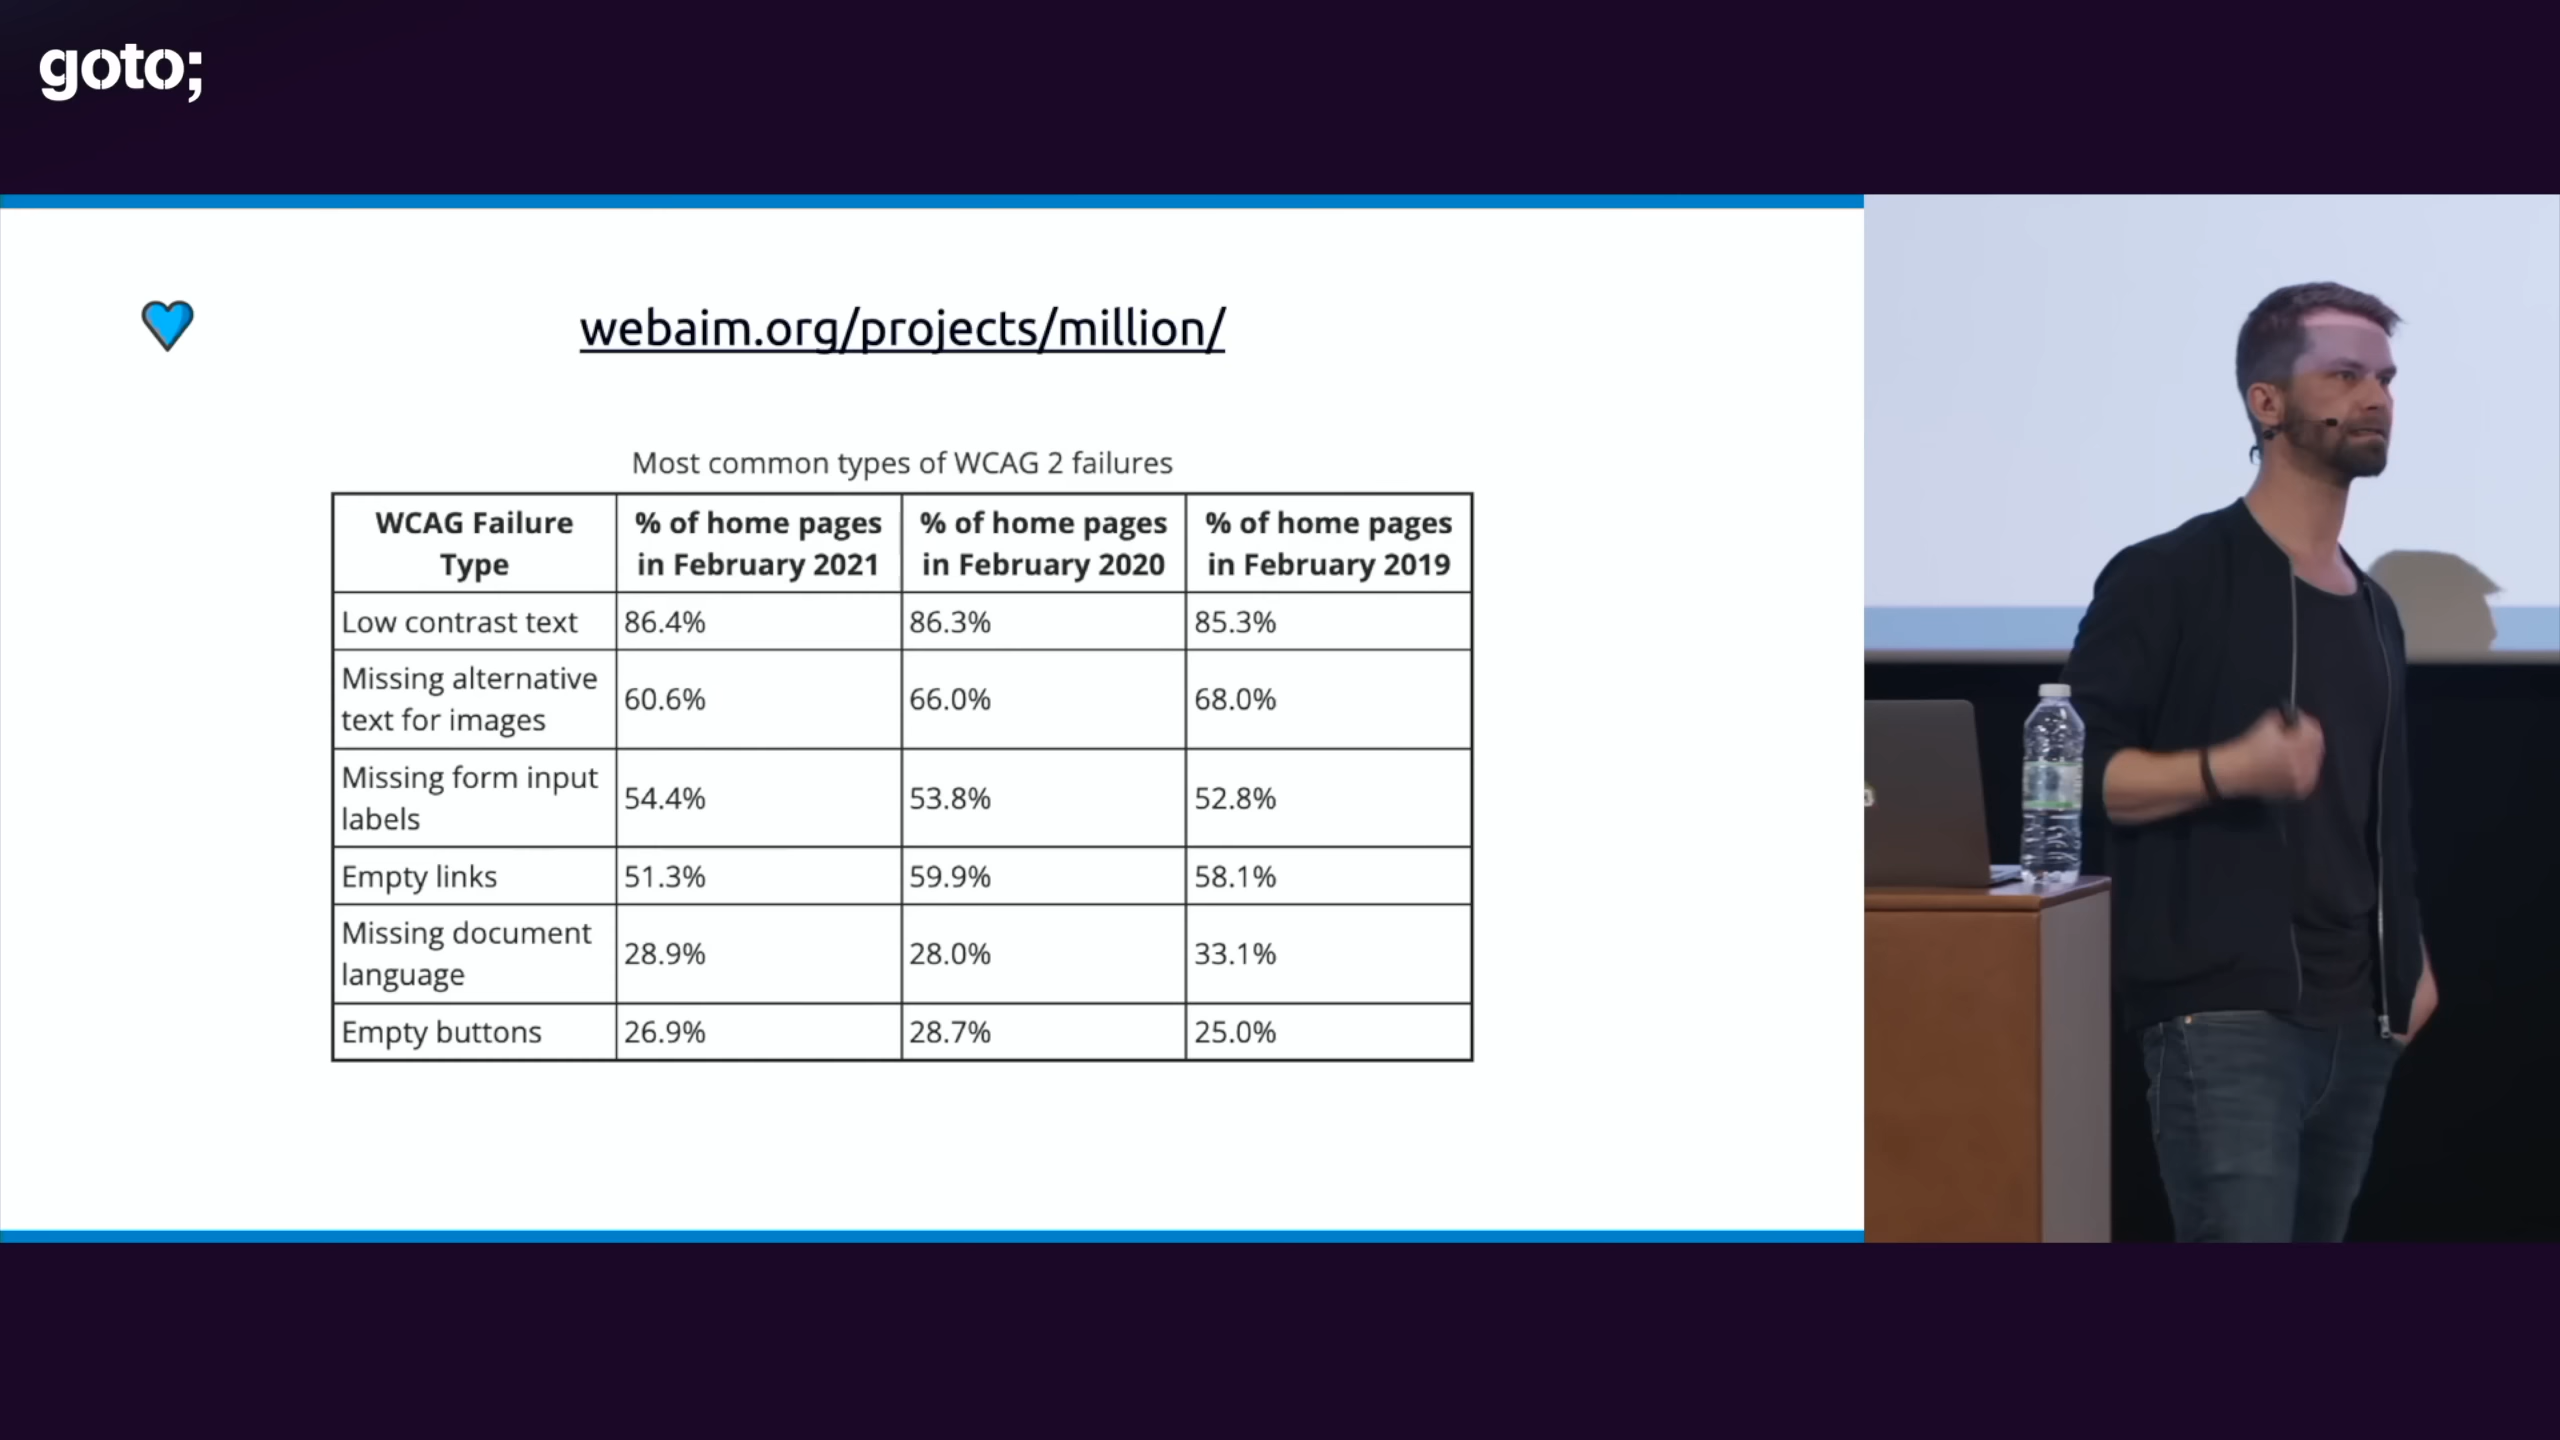 goto;
webaim.org/projects/million/
Most common types of WCAG 2 failures
WCAG Failure Type | % of home pages in February 2021 | % of home pages in February 2020 | % of home pages in February 2019
Low contrast text | 86.4% | 86.3% | 85.3%
Missing alternative text for images | 60.6% | 66.0% | 68.0%
Missing form input labels | 54.4% | 53.8% | 52.8%
Empty links | 51.3% | 59.9% | 58.1%
Missing document language | 28.9% | 28.0% | 33.1%
Empty buttons | 26.9% | 28.7% | 25.0%